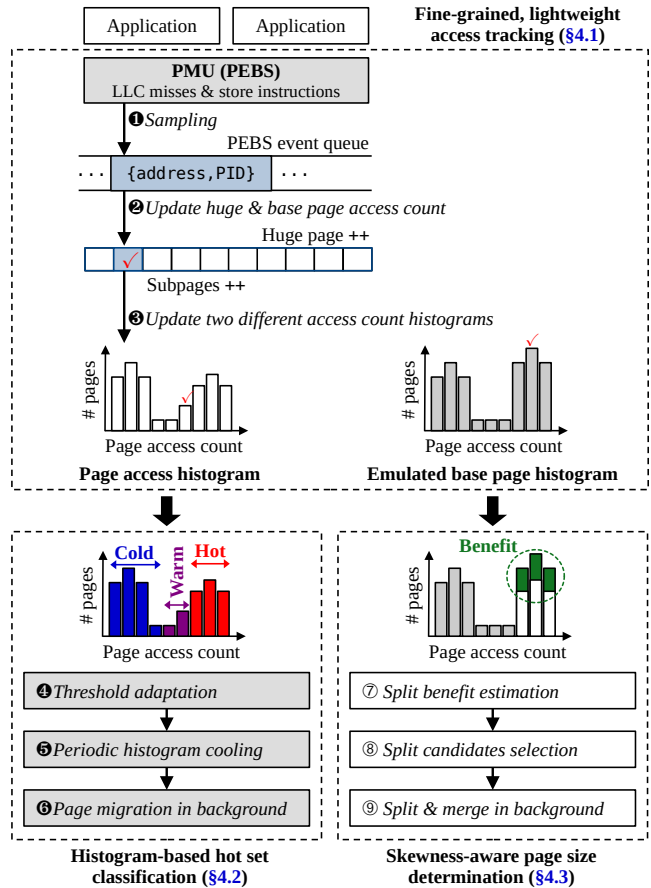 Application
Application
Fine-grained, lightweight
access tracking (§4.1)
PMU (PEBS)
LLC misses & store instructions
❶Sampling
PEBS event queue
··· {address,PID} ···
❷Update huge & base page access count
Huge page ++
✓
Subpages ++
❸Update two different access count histograms
# pages
✓
Page access count
Page access histogram
# pages
✓
Page access count
Emulated base page histogram
Cold
Warm
Hot
# pages
Page access count
❹Threshold adaptation
❺Periodic histogram cooling
❻Page migration in background
Histogram-based hot set
classification (§4.2)
Benefit
# pages
Page access count
⑦ Split benefit estimation
⑧ Split candidates selection
⑨ Split & merge in background
Skewness-aware page size
determination (§4.3)